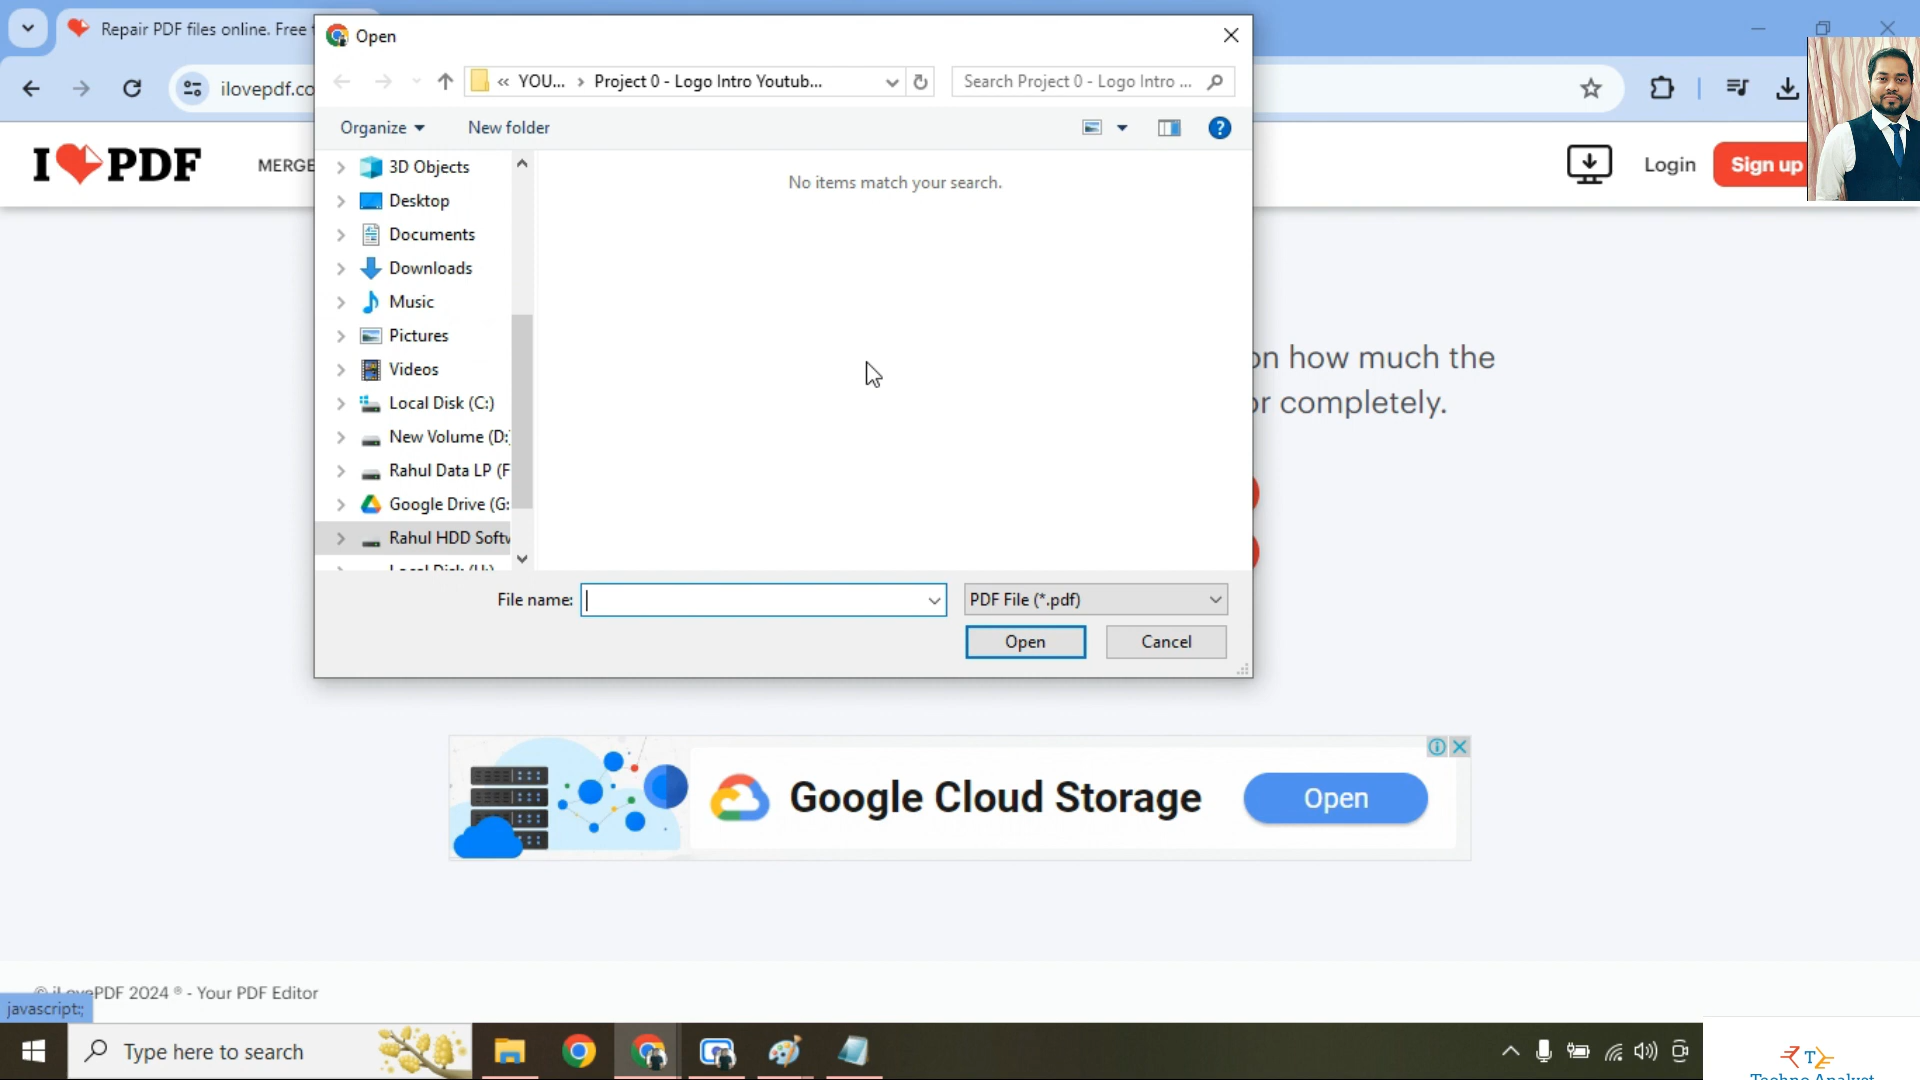 Repair PDF files online. Free
Open
ilovepdf.co
YOU...
Project 0 - Logo Intro Youtub...
Search Project 0 - Logo Intro ...
Organize
New folder
I PDF
MERGE
Login
Sign up
3D Objects
No items match your search.
Desktop
Documents
Downloads
Music
Pictures
Videos
Local Disk (C:)
New Volume (D:
Rahul Data LP (F
Google Drive (G:
Rahul HDD Softw
on how much the
or completely.
File name:
PDF File (*.pdf)
Open
Cancel
Google Cloud Storage
Open
© iLovePDF 2024 ® - Your PDF Editor
javascript:;
Type here to search
T
Techno Analyst